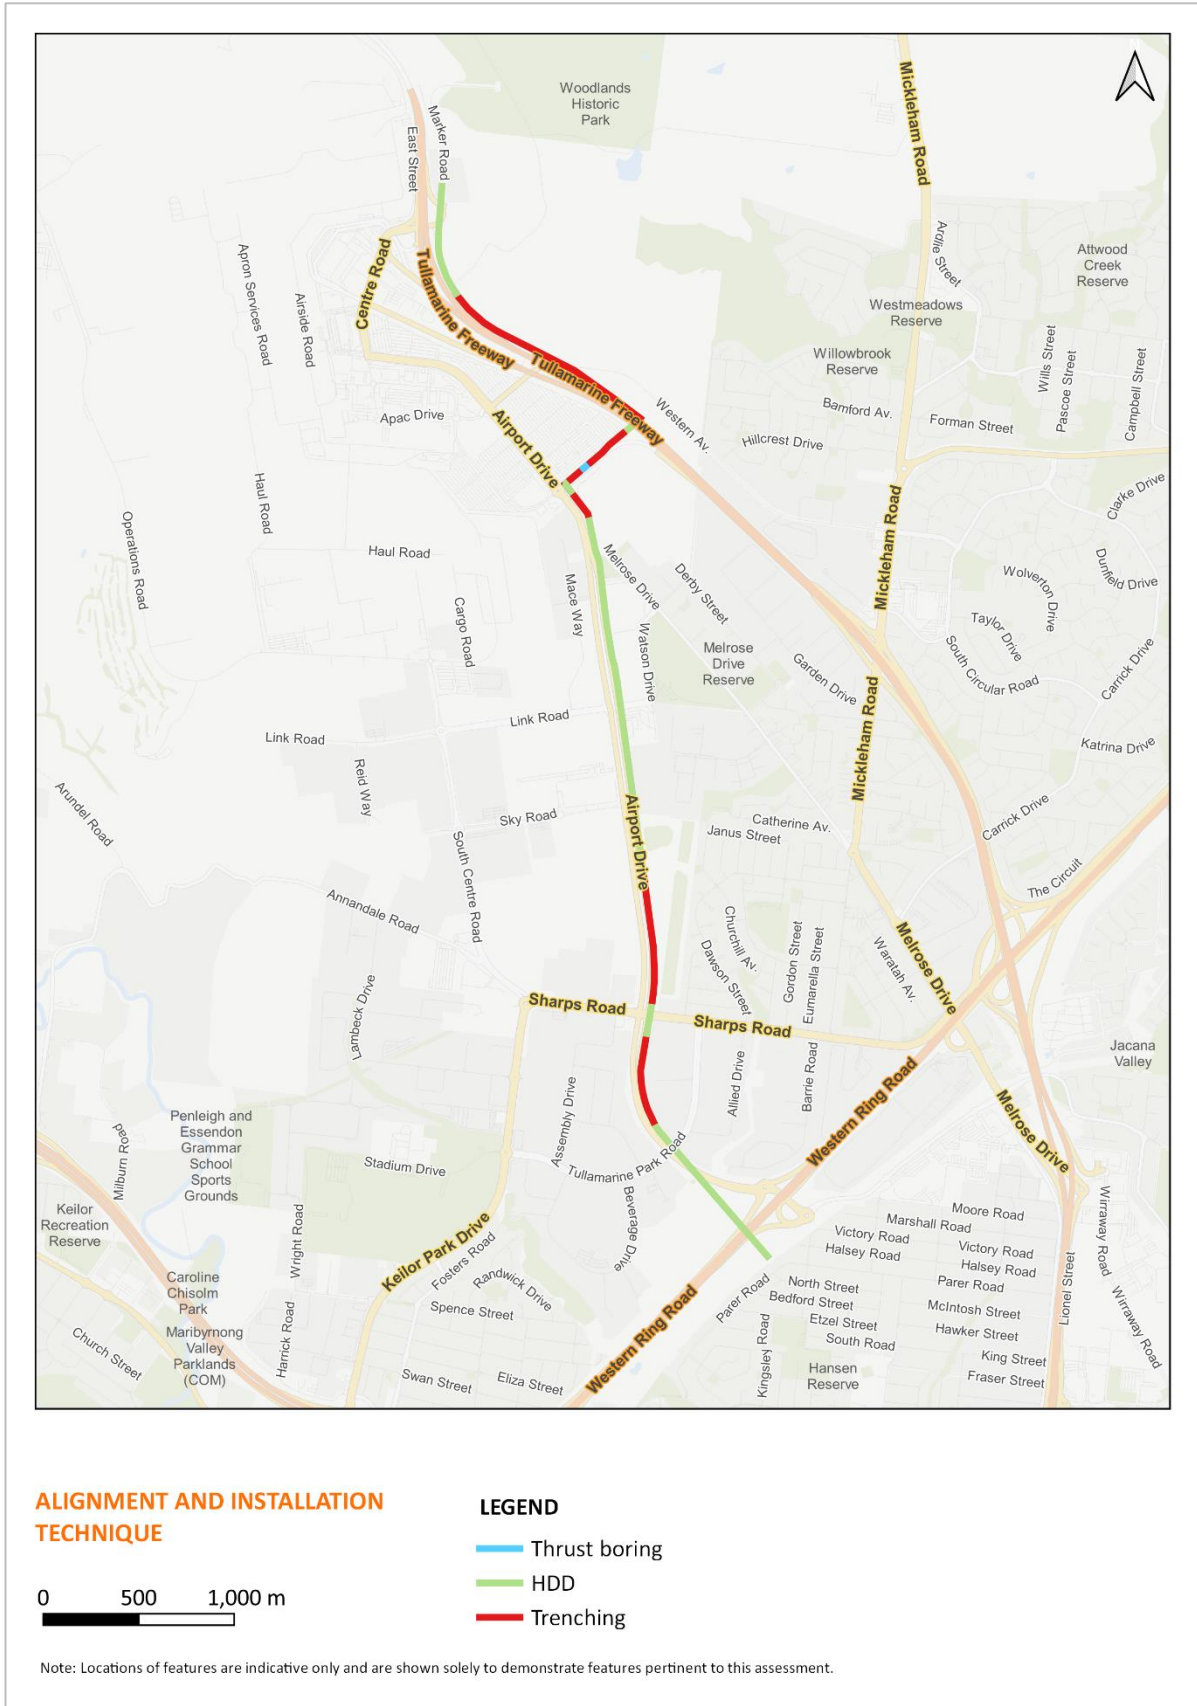 Woodlands
Historic
Park
Mickleham Road
Marker Road
East Street
Ardlie Street
Attwood
Creek
Reserve
Centre Road
Apron Services Road
Airside Road
Tullamarine Freeway
Westmeadows
Reserve
Willowbrook
Reserve
Wills Street
Pascoe Street
Campbell Street
Tullamarine Freeway
Western Av.
Bamford Av.
Forman Street
Hillcrest Drive
Apac Drive
Airport Drive
Haul Road
Operations Road
Haul Road
Clarke Drive
Mickleham Road
Dunfield Drive
Wolverton Drive
Taylor Drive
South Circular Road
Carrick Drive
Melrose Drive
Derby Street
Mace Way
Cargo Road
Watson Drive
Melrose
Drive
Reserve
Garden Drive
Mickleham Road
Katrina Drive
Link Road
Link Road
Reid Way
Arundel Road
Sky Road
Airport Drive
Catherine Av.
Janus Street
Carrick Drive
South Centre Road
The Circuit
Annandale Road
Churchill Av.
Dawson Street
Gordon Street
Eumarella Street
Waratah Av.
Melrose Drive
Lambeck Drive
Sharps Road
Sharps Road
Jacana
Valley
Allied Drive
Barrie Road
Western Ring Road
Melrose Drive
Assembly Drive
Penleigh and
Essendon
Grammar
School
Sports
Grounds
Milburn Road
Stadium Drive
Tullamarine Park Road
Beverage Drive
Keilor
Recreation
Reserve
Wright Road
Keilor Park Drive
Fosters Road
Randwick Drive
Spence Street
Moore Road
Marshall Road
Victory Road
Victory Road
Halsey Road
Halsey Road
Wirraway Road
Parer Road
North Street
Parer Road
Bedford Street
McIntosh Street
Etzel Street
Hawker Street
South Road
King Street
Fraser Street
Lionel Street
Wirraway Road
Caroline
Chisolm
Park
Maribyrnong
Valley
Parklands
(COM)
Church Street
Harrick Road
Swan Street
Eliza Street
Western Ring Road
Kingsley Road
Hansen
Reserve
ALIGNMENT AND INSTALLATION
TECHNIQUE
0 500 1,000 m
LEGEND
Thrust boring
HDD
Trenching
Note: Locations of features are indicative only and are shown solely to demonstrate features pertinent to this assessment.